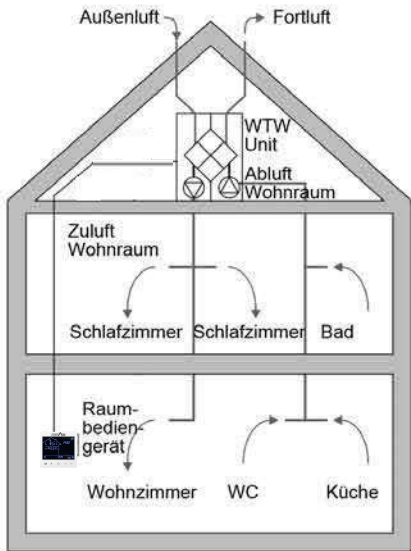 Außenluft
Fortluft
WTW
Unit
Abluft
Wohnraum
Zuluft
Wohnraum
Schlafzimmer
Schlafzimmer
Bad
Raum-
bedien-
gerät
Wohnzimmer
WC
Küche